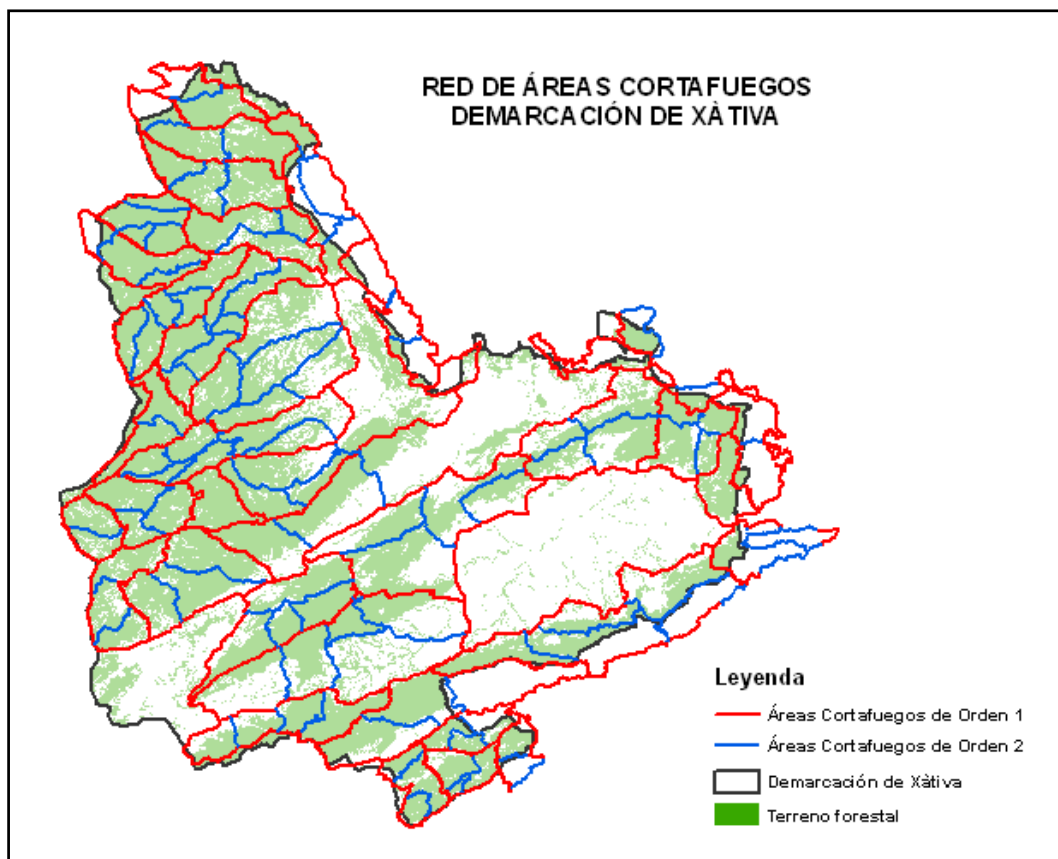 RED DE ÁREAS CORTAFUEGOS
DEMARCACIÓN DE XÀTIVA
Leyenda
Áreas Cortafuegos de Orden 1
Áreas Cortafuegos de Orden 2
Demarcación de Xàtiva
Terreno forestal